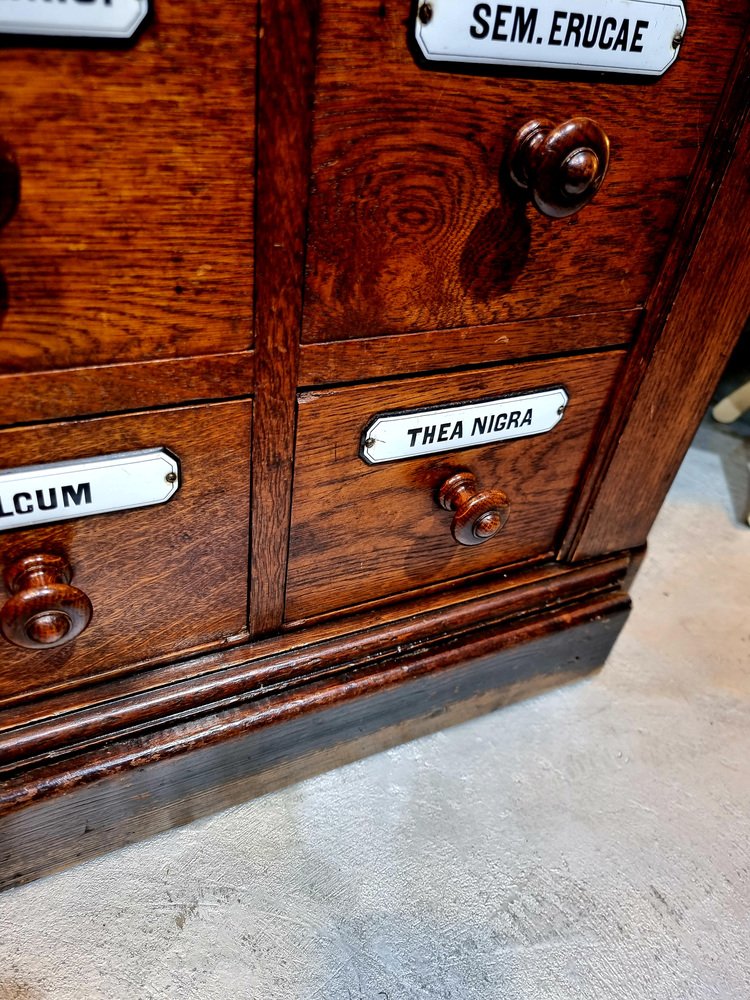 SEM. ERUCAE
THEA NIGRA
LCUM